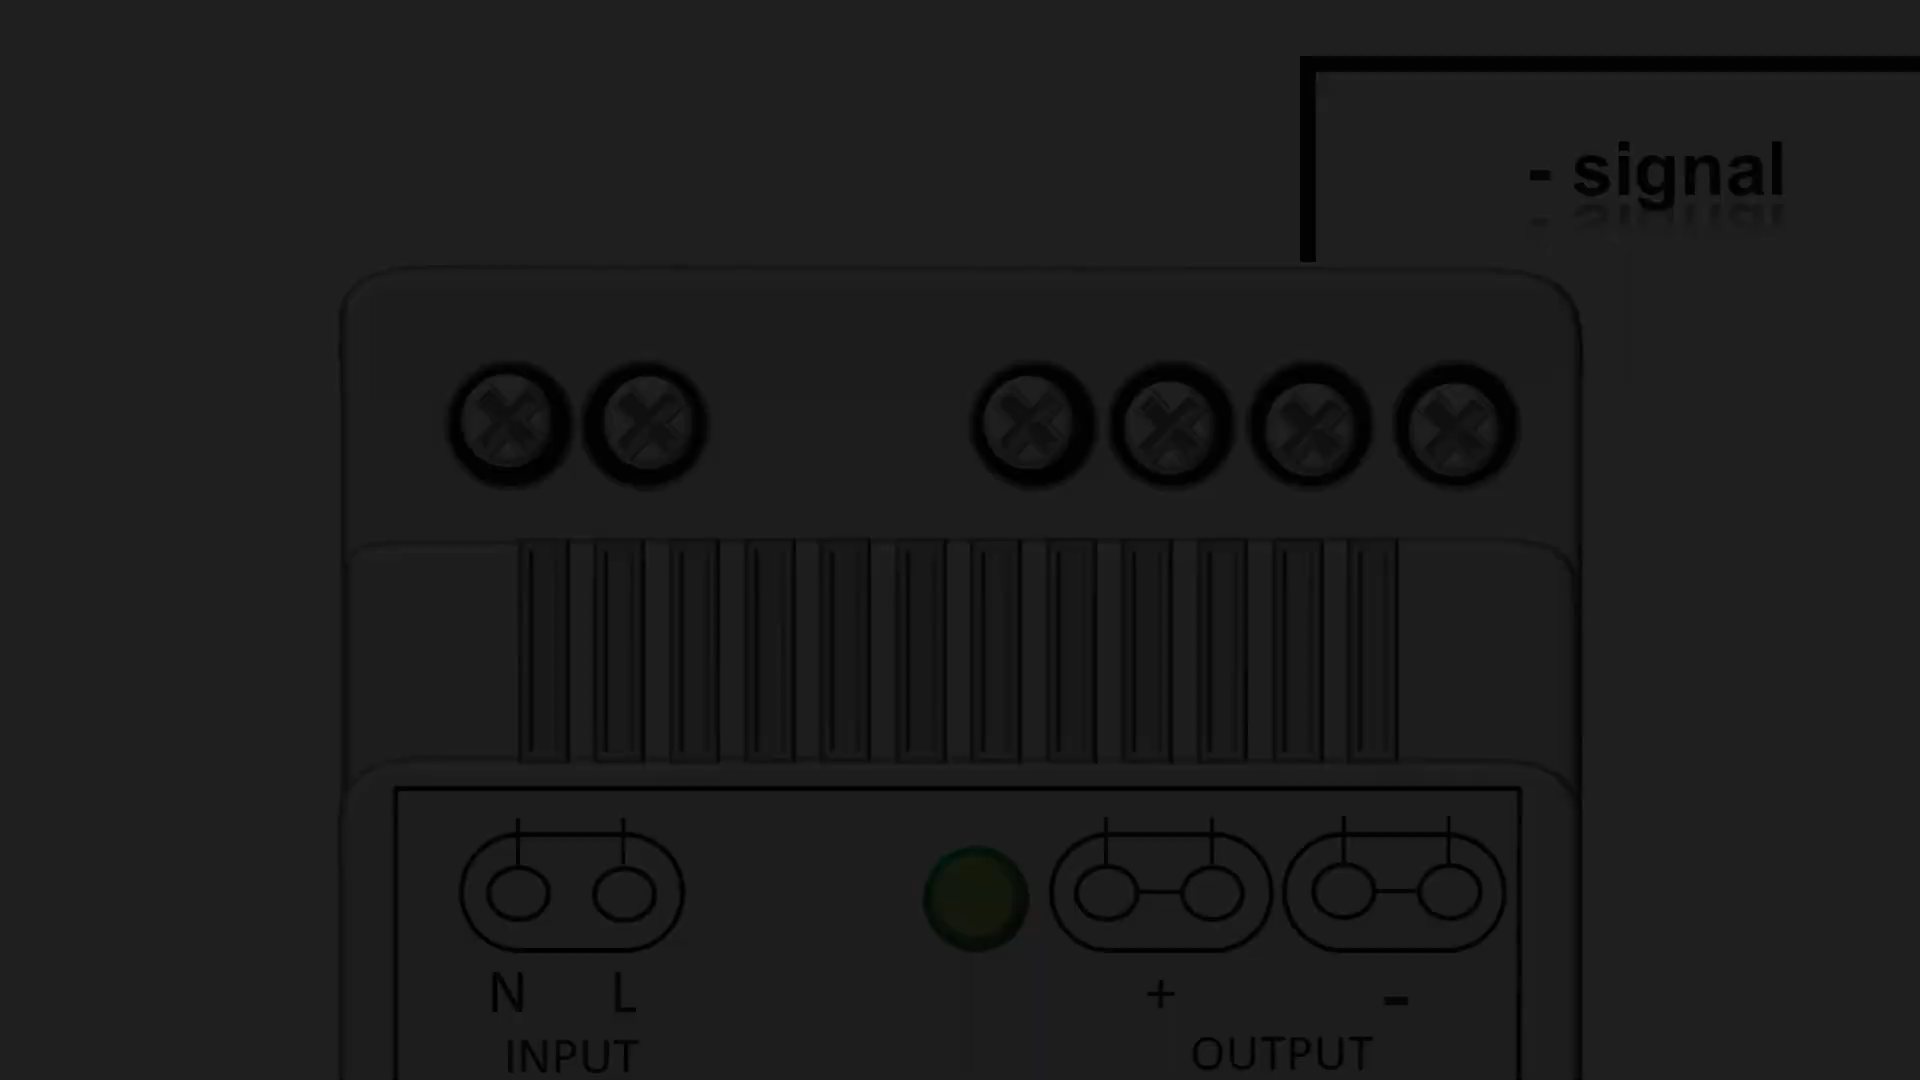 - signal
N L
+ -
INPUT
OUTPUT